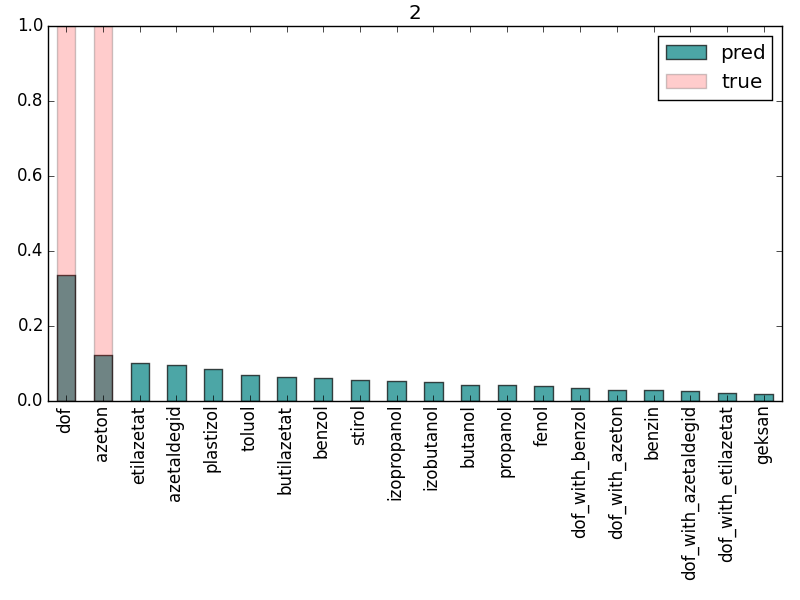 2
1.0
0.8
0.6
0.4
0.2
0.0
pred
true
dof
azeton
etilazetat
azetaldegid
plastizol
toluol
butilazetat
benzol
stirol
izopropanol
izobutanol
butanol
propanol
fenol
dof_with_benzol
dof_with_azeton
benzin
dof_with_azetaldegid
dof_with_etilazetat
geksan